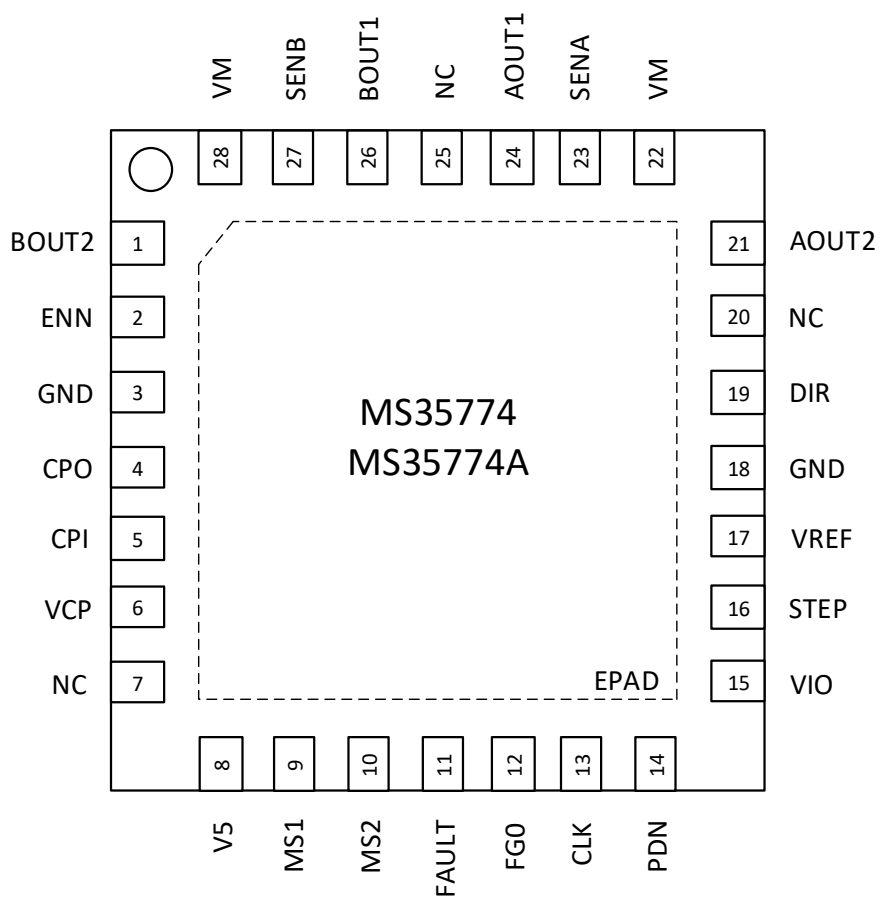 VM
SENB
BOUT1
NC
AOUT1
SENA
VM
28
27
26
25
24
23
22
BOUT2 1
ENN 2
GND 3
CPO 4
CPI 5
VCP 6
NC 7
MS35774
MS35774A
EPAD
21 AOUT2
20 NC
19 DIR
18 GND
17 VREF
16 STEP
15 VIO
8
9
10
11
12
13
14
V5
MS1
MS2
FAULT
FG0
CLK
PDN